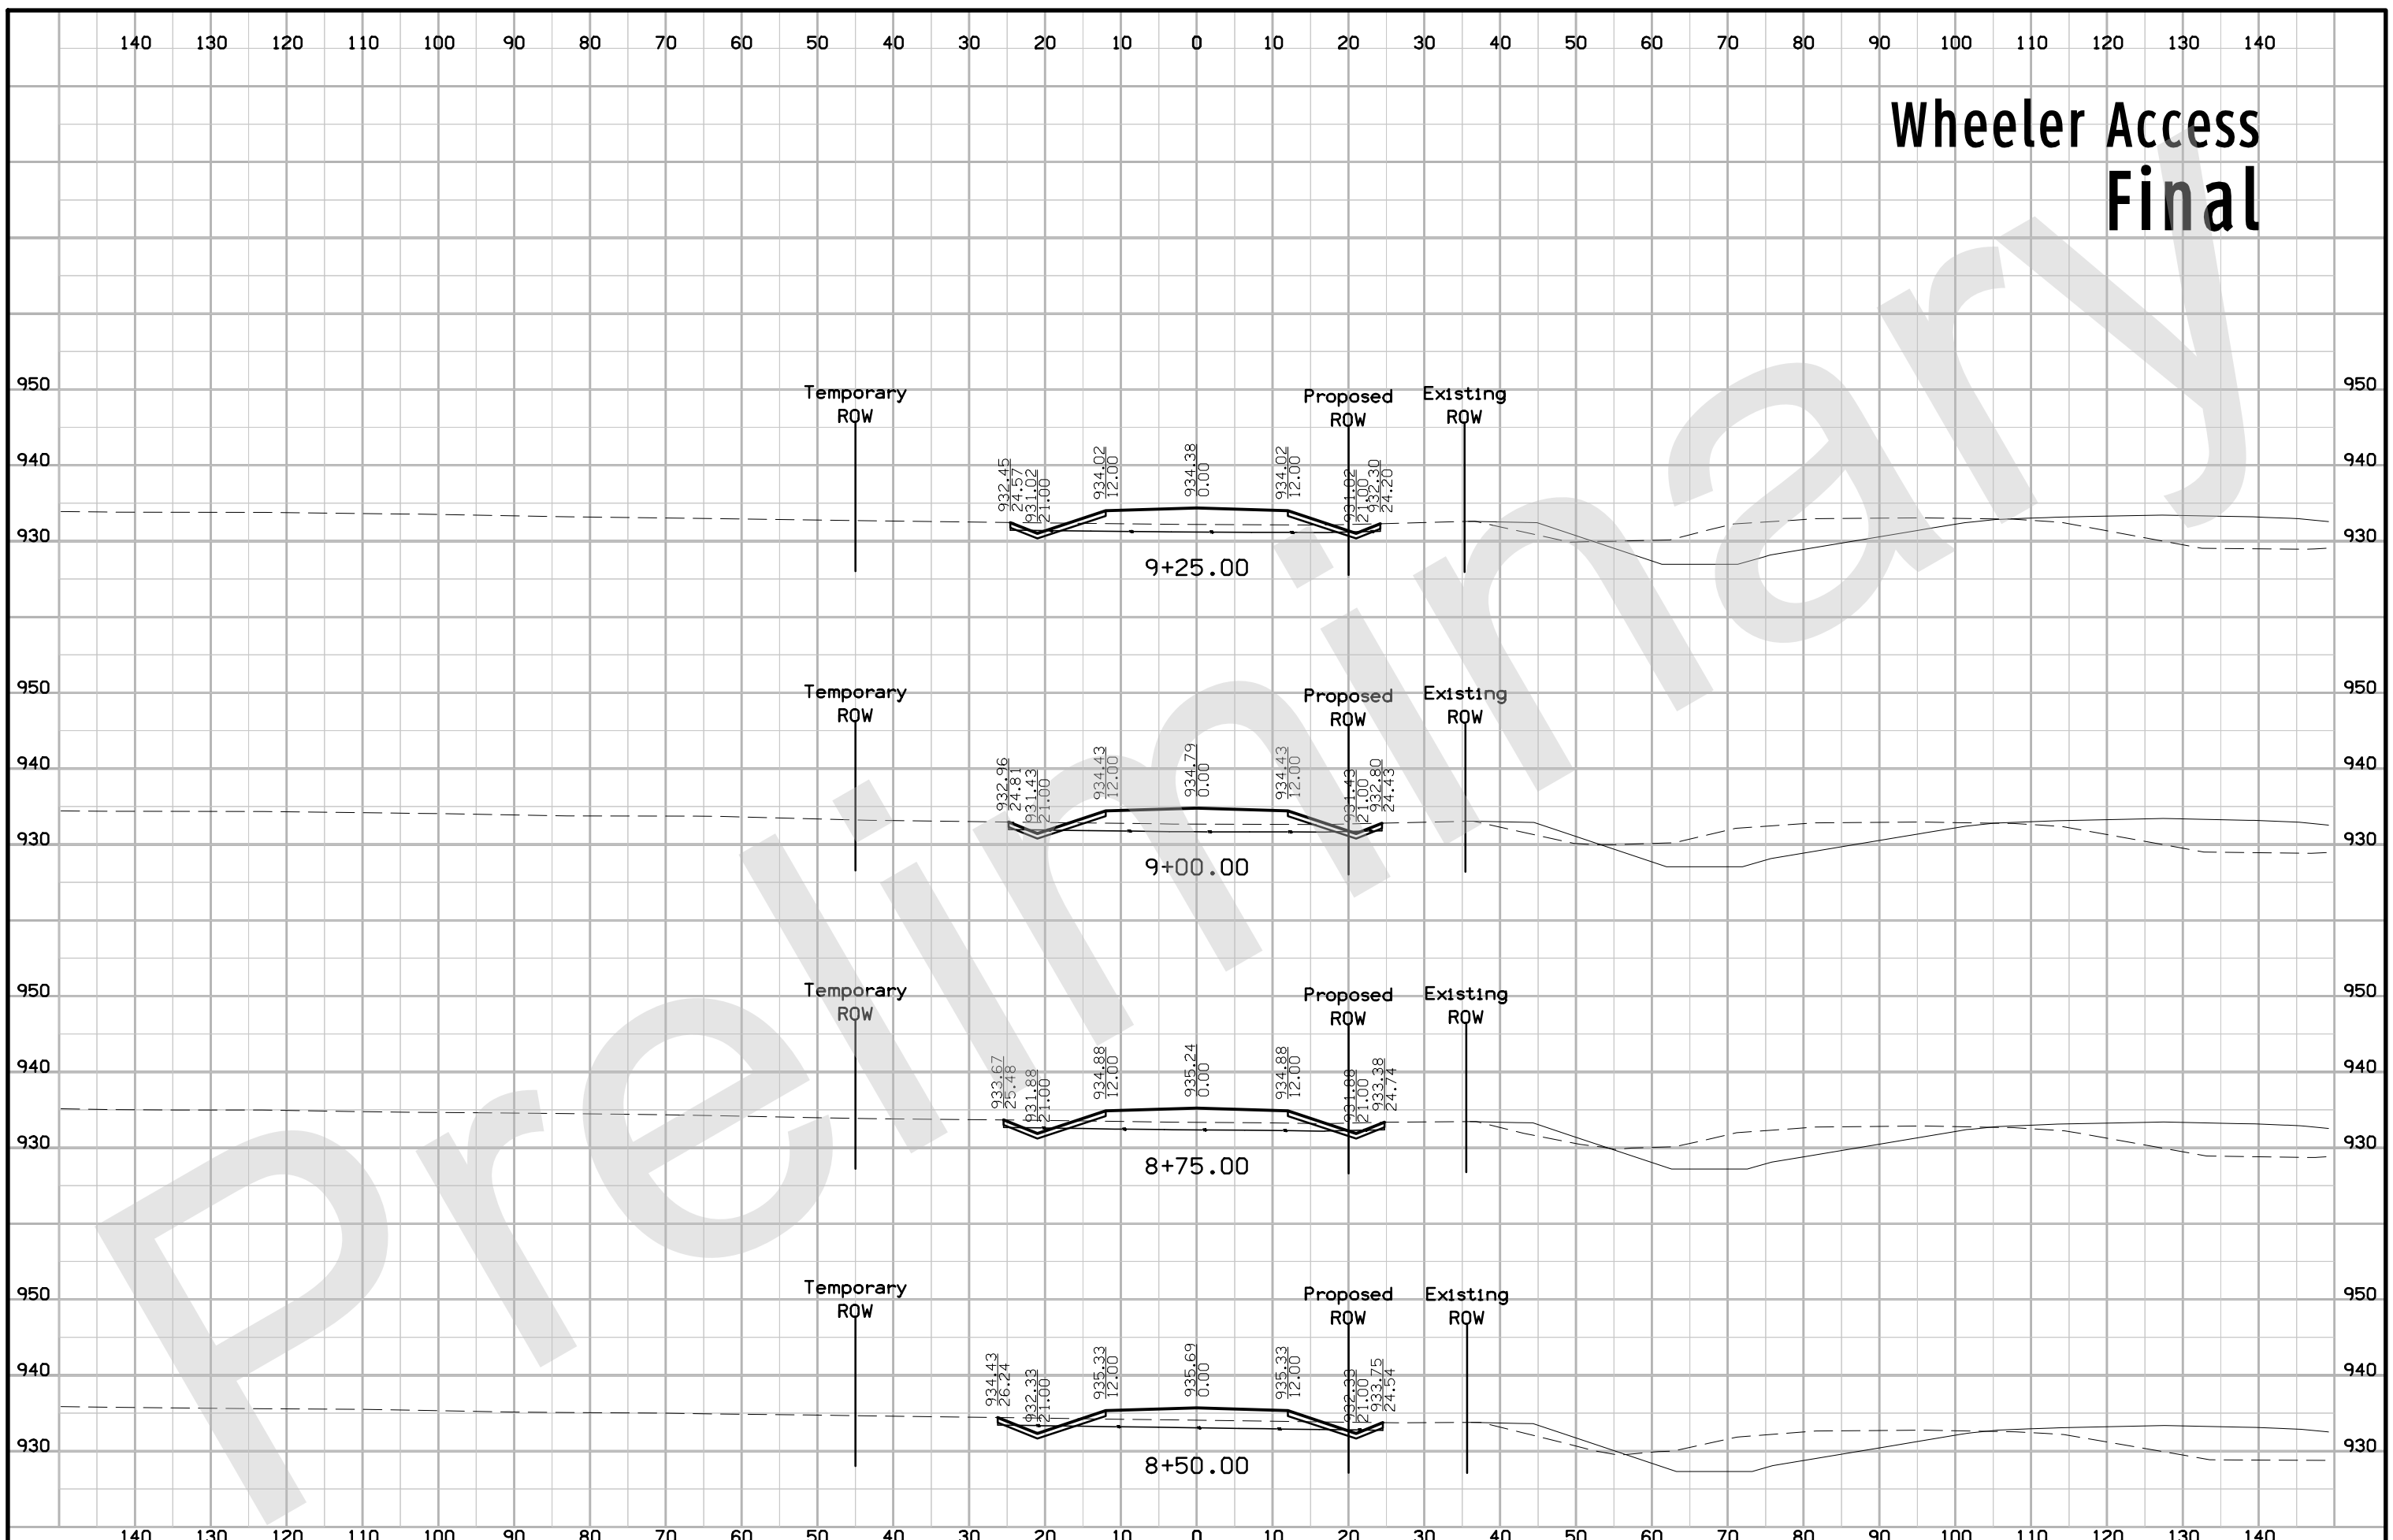 140 130 120 110 100 90 80 70 60 50 40 30 20 10 0 10 20 30 40 50 60 70 80 90 100 110 120 130 140
Wheeler Access
Final
Preliminary
950 950
Temporary Proposed Existing
ROW ROW ROW
940 940
932.45 24.57 931.02 21.00 934.02 12.00 934.38 0.00 934.02 12.00 931.02 21.00 932.30 24.20
930 930
9+25.00
950 950
Temporary Proposed Existing
ROW ROW ROW
940 940
932.96 24.81 931.43 21.00 934.43 12.00 934.79 0.00 934.43 12.00 931.43 21.00 932.80 24.43
930 930
9+00.00
950 950
Temporary Proposed Existing
ROW ROW ROW
940 940
933.67 25.48 931.88 21.00 934.88 12.00 935.24 0.00 934.88 12.00 931.88 21.00 933.38 24.74
930 930
8+75.00
950 950
Temporary Proposed Existing
ROW ROW ROW
940 940
934.43 26.24 932.33 21.00 935.33 12.00 935.69 0.00 935.33 12.00 932.33 21.00 933.75 24.54
930 930
8+50.00
140 130 120 110 100 90 80 70 60 50 40 30 20 10 0 10 20 30 40 50 60 70 80 90 100 110 120 130 140